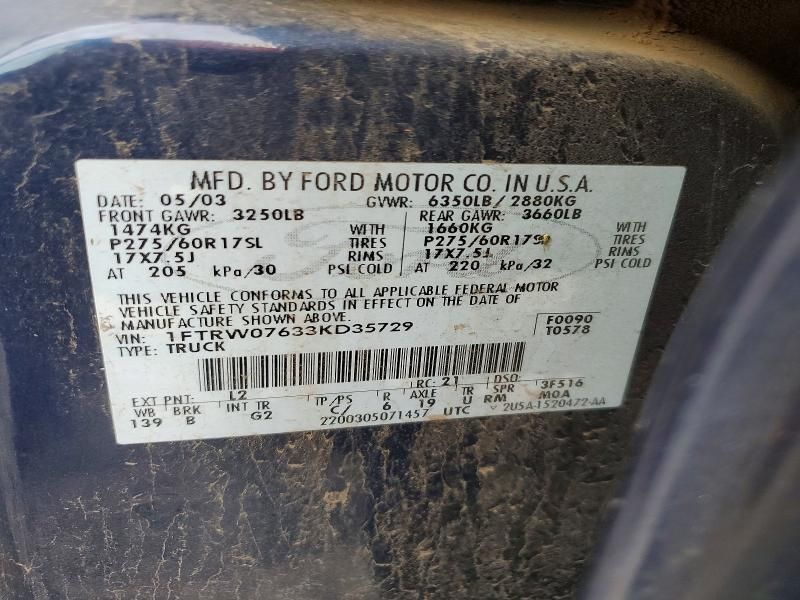 MFD. BY FORD MOTOR CO. IN U.S.A.
DATE: 05/03 GVWR: 6350LB/ 2880KG
FRONT GAWR: 3250LB REAR GAWR: 3660LB
1474KG WITH 1660KG WITH
P275/60R17SL TIRES P275/60R17SL TIRES
17X7.5J RIMS 17X7.5J RIMS
AT 205 kPa/30 PSI COLD AT 220 kPa/32 PSI COLD
THIS VEHICLE CONFORMS TO ALL APPLICABLE FEDERAL MOTOR
VEHICLE SAFETY STANDARDS IN EFFECT ON THE DATE OF
MANUFACTURE SHOWN ABOVE.
VIN: 1FTRW07633KD35729 F0090
TYPE: TRUCK T0578
EXT PNT: L2 RC: 21 DSO: 3F516
WB BRK INT TR TP/PS R AXLE TR SPR MOA
139 B G2 C/ 6 19 U RM
2200305071457 UTC 2U5A-1520472-AA